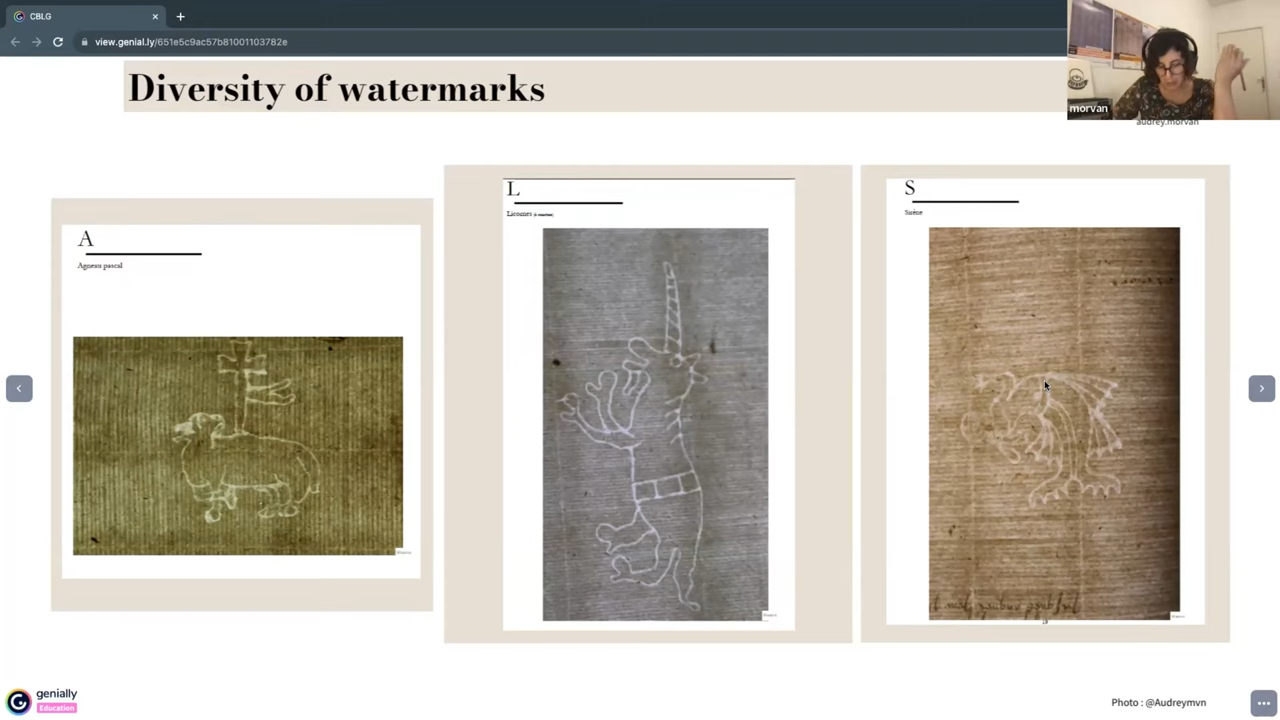 CBLG
view.genial.ly/651e5c9ac57b81001103782e
Diversity of watermarks
morvan
audrey.morvan
A
Agneau pascal
L
Licornes
S
Sirène
genially
Education
Photo : @Audreymvn